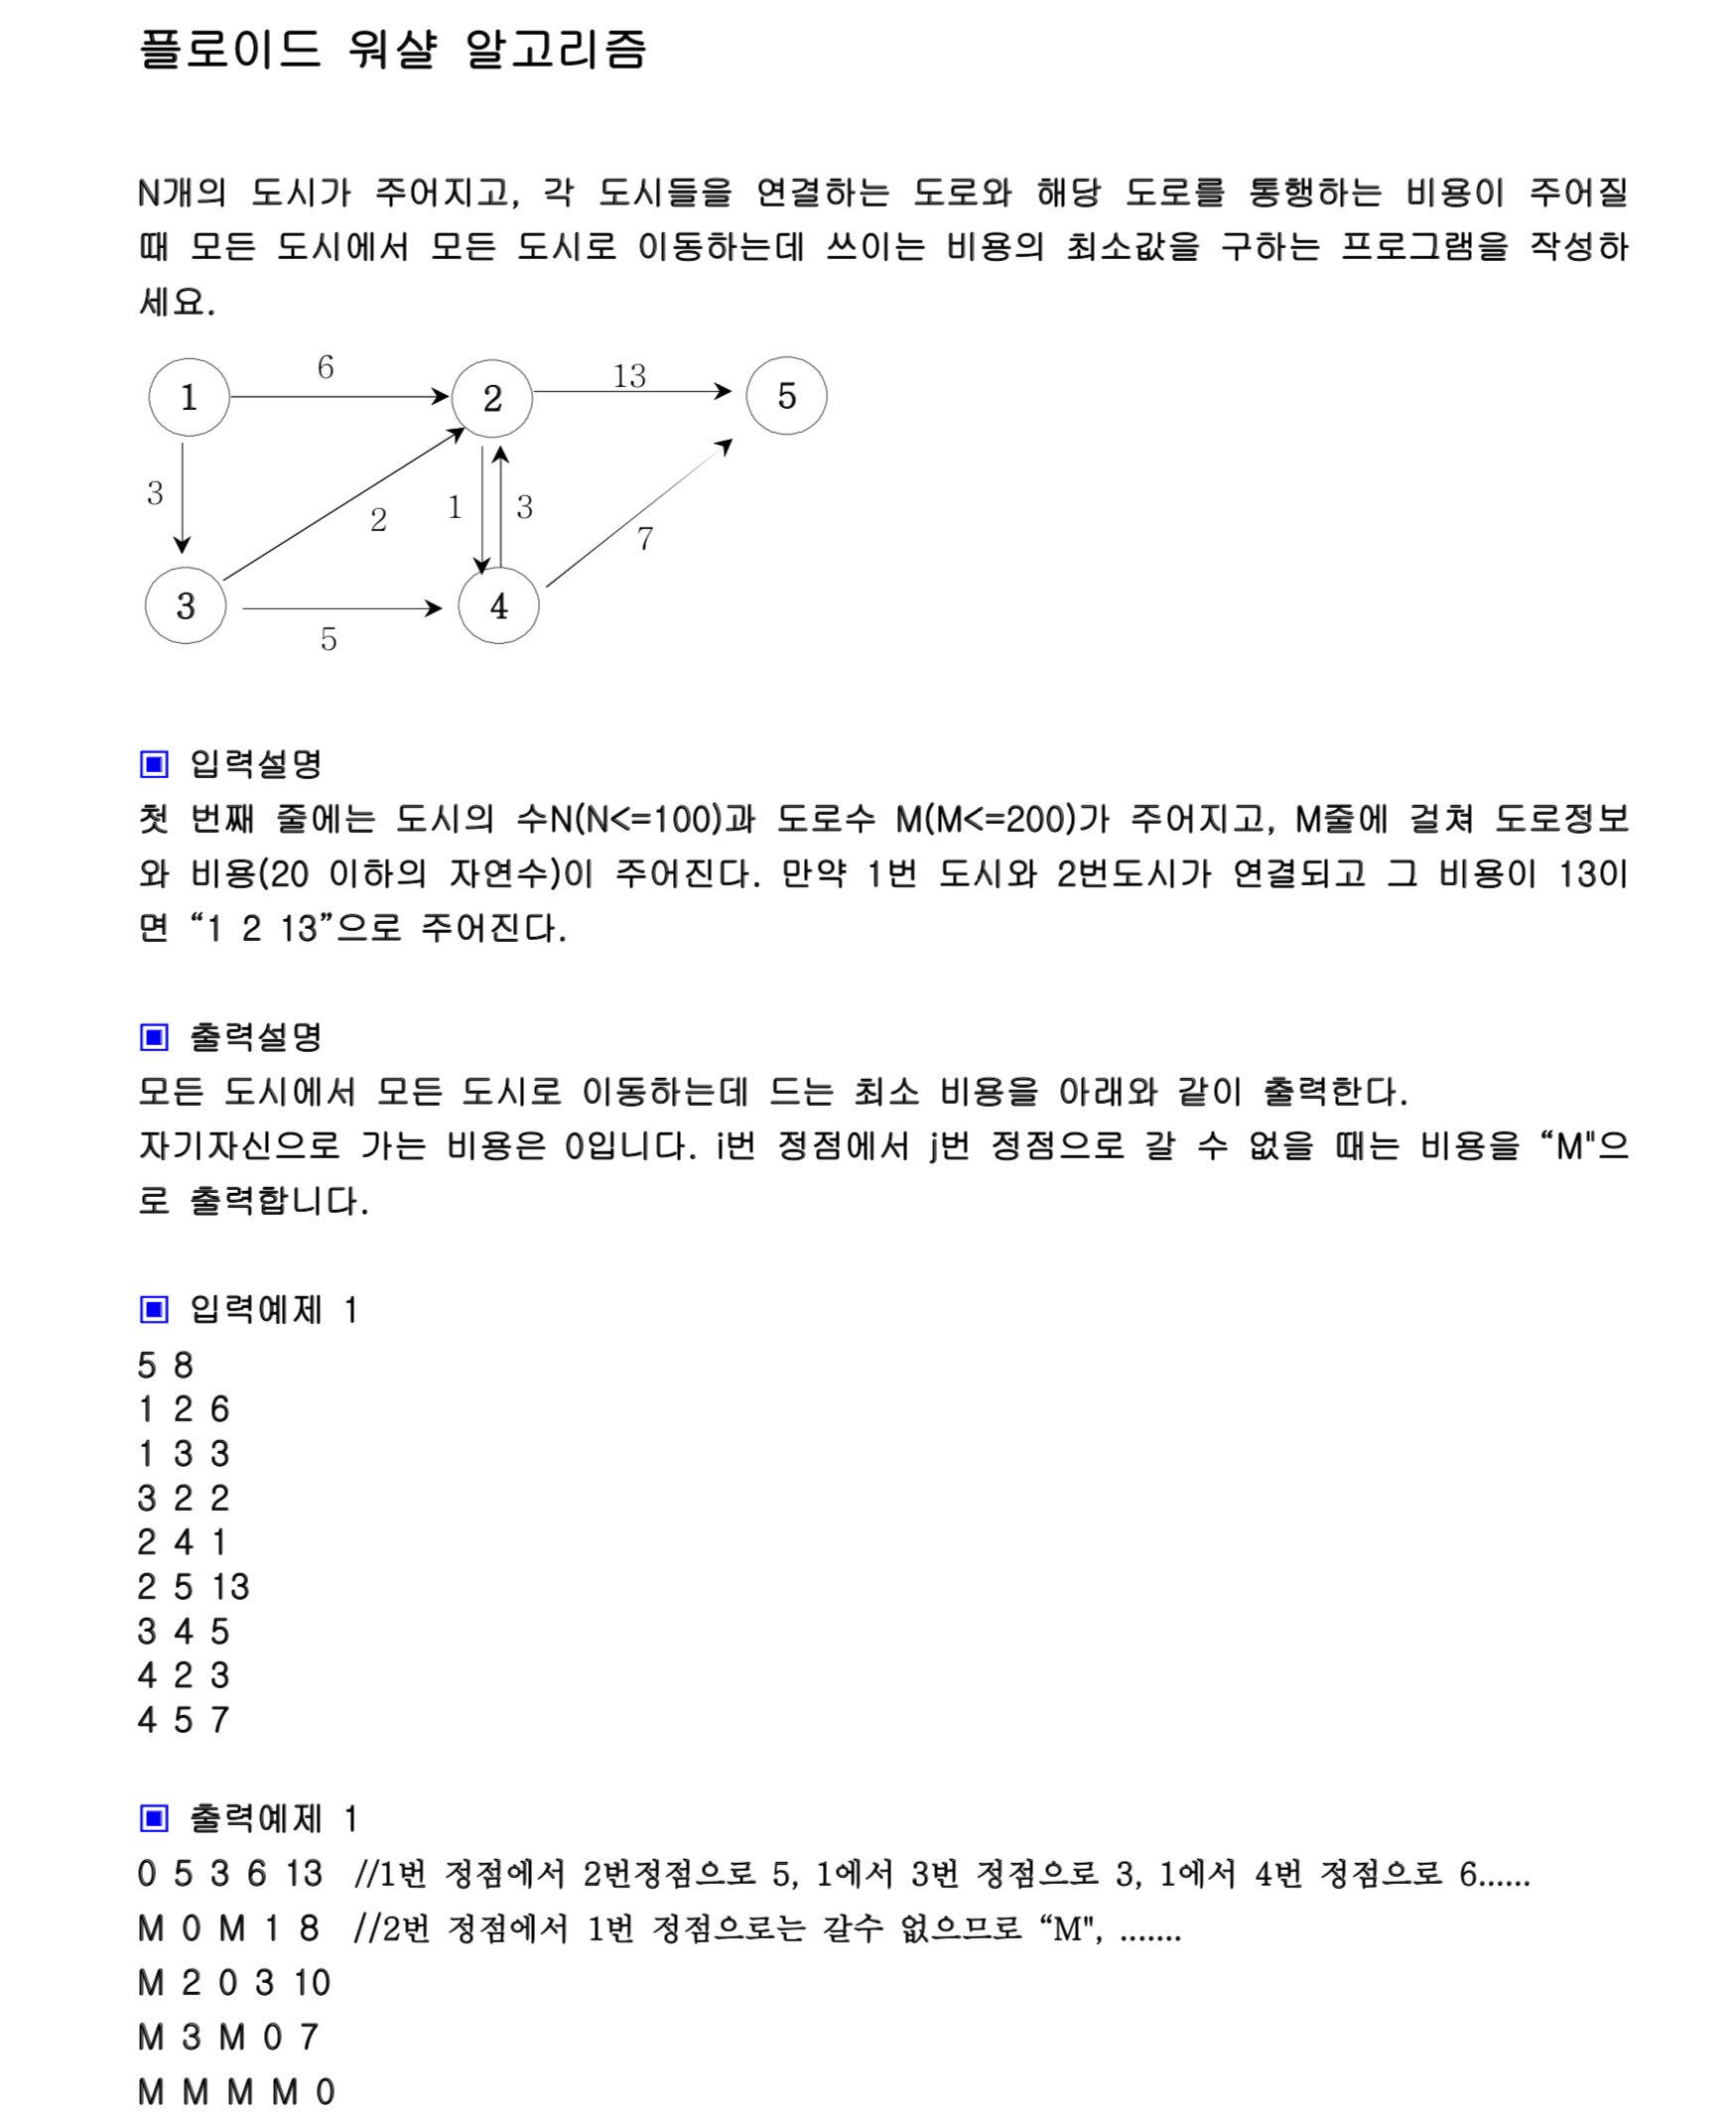 플로이드 워샬 알고리즘
N개의 도시가 주어지고, 각 도시들을 연결하는 도로와 해당 도로를 통행하는 비용이 주어질
때 모든 도시에서 모든 도시로 이동하는데 쓰이는 비용의 최소값을 구하는 프로그램을 작성하
세요.
6
13
1
2
5
3
2
1
3
7
3
4
5
▣ 입력설명
첫 번째 줄에는 도시의 수N(N<=100)과 도로수 M(M<=200)가 주어지고, M줄에 걸쳐 도로정보
와 비용(20 이하의 자연수)이 주어진다. 만약 1번 도시와 2번도시가 연결되고 그 비용이 13이
면 “1 2 13”으로 주어진다.
▣ 출력설명
모든 도시에서 모든 도시로 이동하는데 드는 최소 비용을 아래와 같이 출력한다.
자기자신으로 가는 비용은 0입니다. i번 정점에서 j번 정점으로 갈 수 없을 때는 비용을 “M"으
로 출력합니다.
▣ 입력예제 1
5 8
1 2 6
1 3 3
3 2 2
2 4 1
2 5 13
3 4 5
4 2 3
4 5 7
▣ 출력예제 1
0 5 3 6 13 //1번 정점에서 2번정점으로 5, 1에서 3번 정점으로 3, 1에서 4번 정점으로 6......
M 0 M 1 8 //2번 정점에서 1번 정점으로는 갈수 없으므로 “M", .......
M 2 0 3 10
M 3 M 0 7
M M M M 0